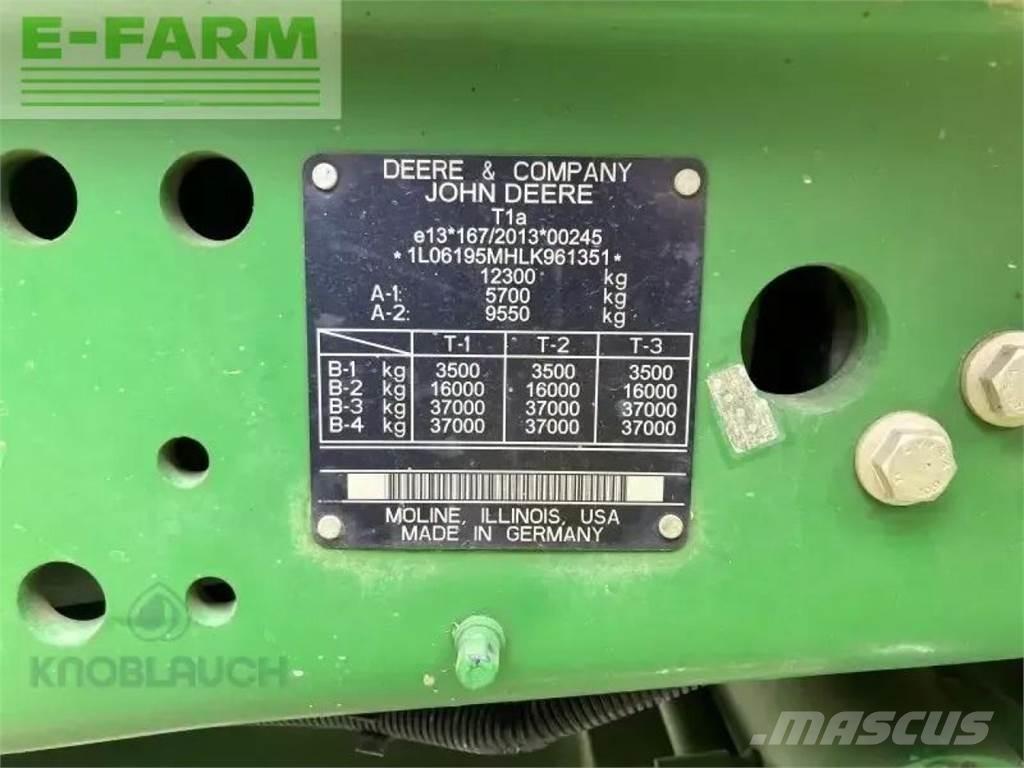 E-FARM
DEERE & COMPANY
JOHN DEERE
T1a
e13*167/2013*00245
*1L06195MHLK961351*
12300 kg
A-1: 5700 kg
A-2: 9550 kg
T-1 T-2 T-3
B-1 kg 3500 3500 3500
B-2 kg 16000 16000 16000
B-3 kg 37000 37000 37000
B-4 kg 37000 37000 37000
MOLINE, ILLINOIS, USA
MADE IN GERMANY
KNOBLAUCH
MASCUS